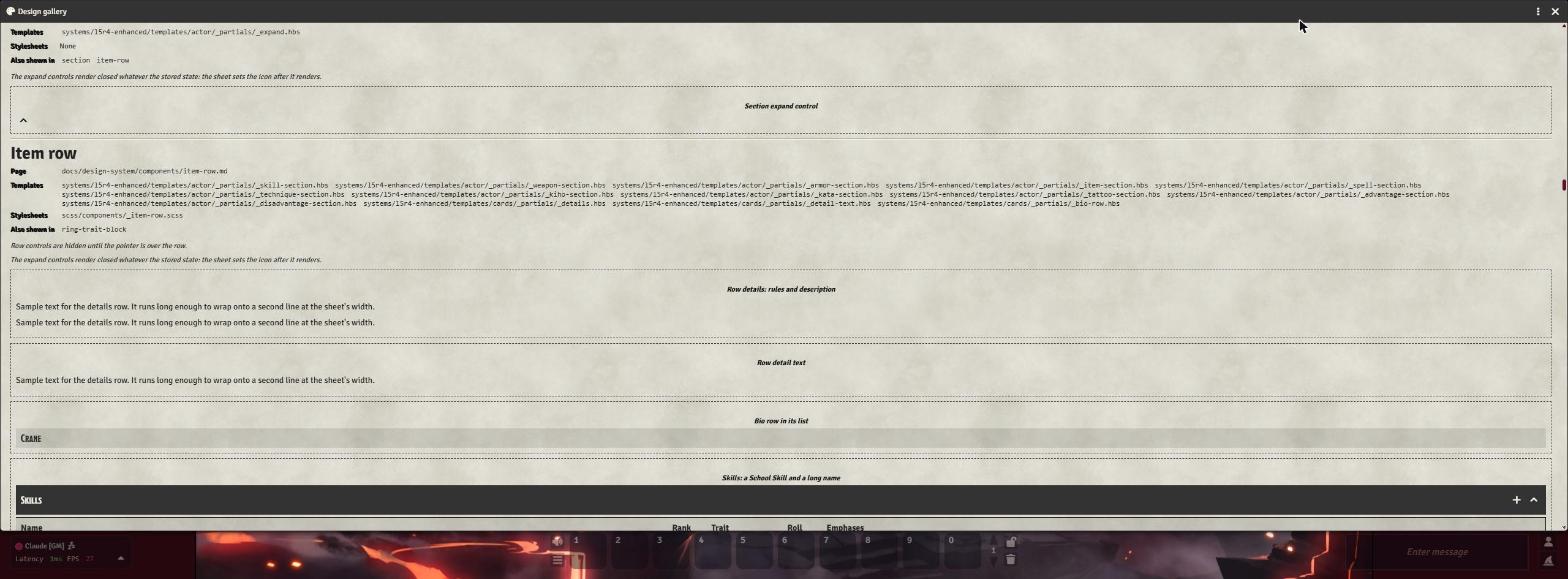 Design gallery
Templates systems/l5r4-enhanced/templates/actor/_partials/_expand.hbs
Stylesheets None
Also shown in section item-row
The expand controls render closed whatever the stored state: the sheet sets the icon after it renders.
Section expand control
Item row
Page docs/design-system/components/item-row.md
Templates systems/l5r4-enhanced/templates/actor/_partials/_skill-section.hbs systems/l5r4-enhanced/templates/actor/_partials/_weapon-section.hbs systems/l5r4-enhanced/templates/actor/_partials/_armor-section.hbs systems/l5r4-enhanced/templates/actor/_partials/_item-section.hbs systems/l5r4-enhanced/templates/actor/_partials/_spell-section.hbs
systems/l5r4-enhanced/templates/actor/_partials/_technique-section.hbs systems/l5r4-enhanced/templates/actor/_partials/_kiho-section.hbs systems/l5r4-enhanced/templates/actor/_partials/_kata-section.hbs systems/l5r4-enhanced/templates/actor/_partials/_tattoo-section.hbs systems/l5r4-enhanced/templates/actor/_partials/_advantage-section.hbs
systems/l5r4-enhanced/templates/actor/_partials/_disadvantage-section.hbs systems/l5r4-enhanced/templates/cards/_partials/_details.hbs systems/l5r4-enhanced/templates/cards/_partials/_detail-text.hbs systems/l5r4-enhanced/templates/cards/_partials/_bio-row.hbs
Stylesheets scss/components/_item-row.scss
Also shown in ring-trait-block
Row controls are hidden until the pointer is over the row.
The expand controls render closed whatever the stored state: the sheet sets the icon after it renders.
Row details: rules and description
Sample text for the details row. It runs long enough to wrap onto a second line at the sheet's width.
Sample text for the details row. It runs long enough to wrap onto a second line at the sheet's width.
Row detail text
Sample text for the details row. It runs long enough to wrap onto a second line at the sheet's width.
Bio row in its list
Crane
Skills: a School Skill and a long name
Skills
Name Rank Trait Roll Emphases
1 2 3 4 5 6 7 8 9 0
Claude [GM]
1
Enter message
Latency 3ms FPS 27